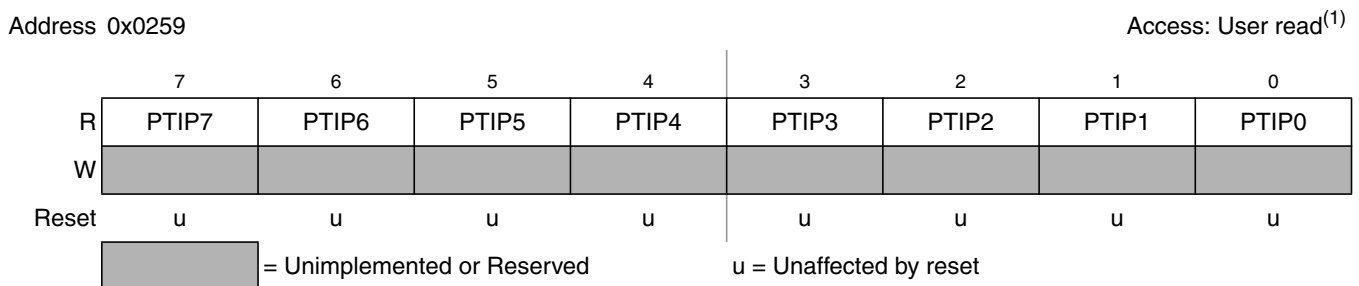 Address 0x0259 Access: User read(1)
7 6 5 4 3 2 1 0
R PTIP7 PTIP6 PTIP5 PTIP4 PTIP3 PTIP2 PTIP1 PTIP0
W
Reset u u u u u u u u
= Unimplemented or Reserved u = Unaffected by reset